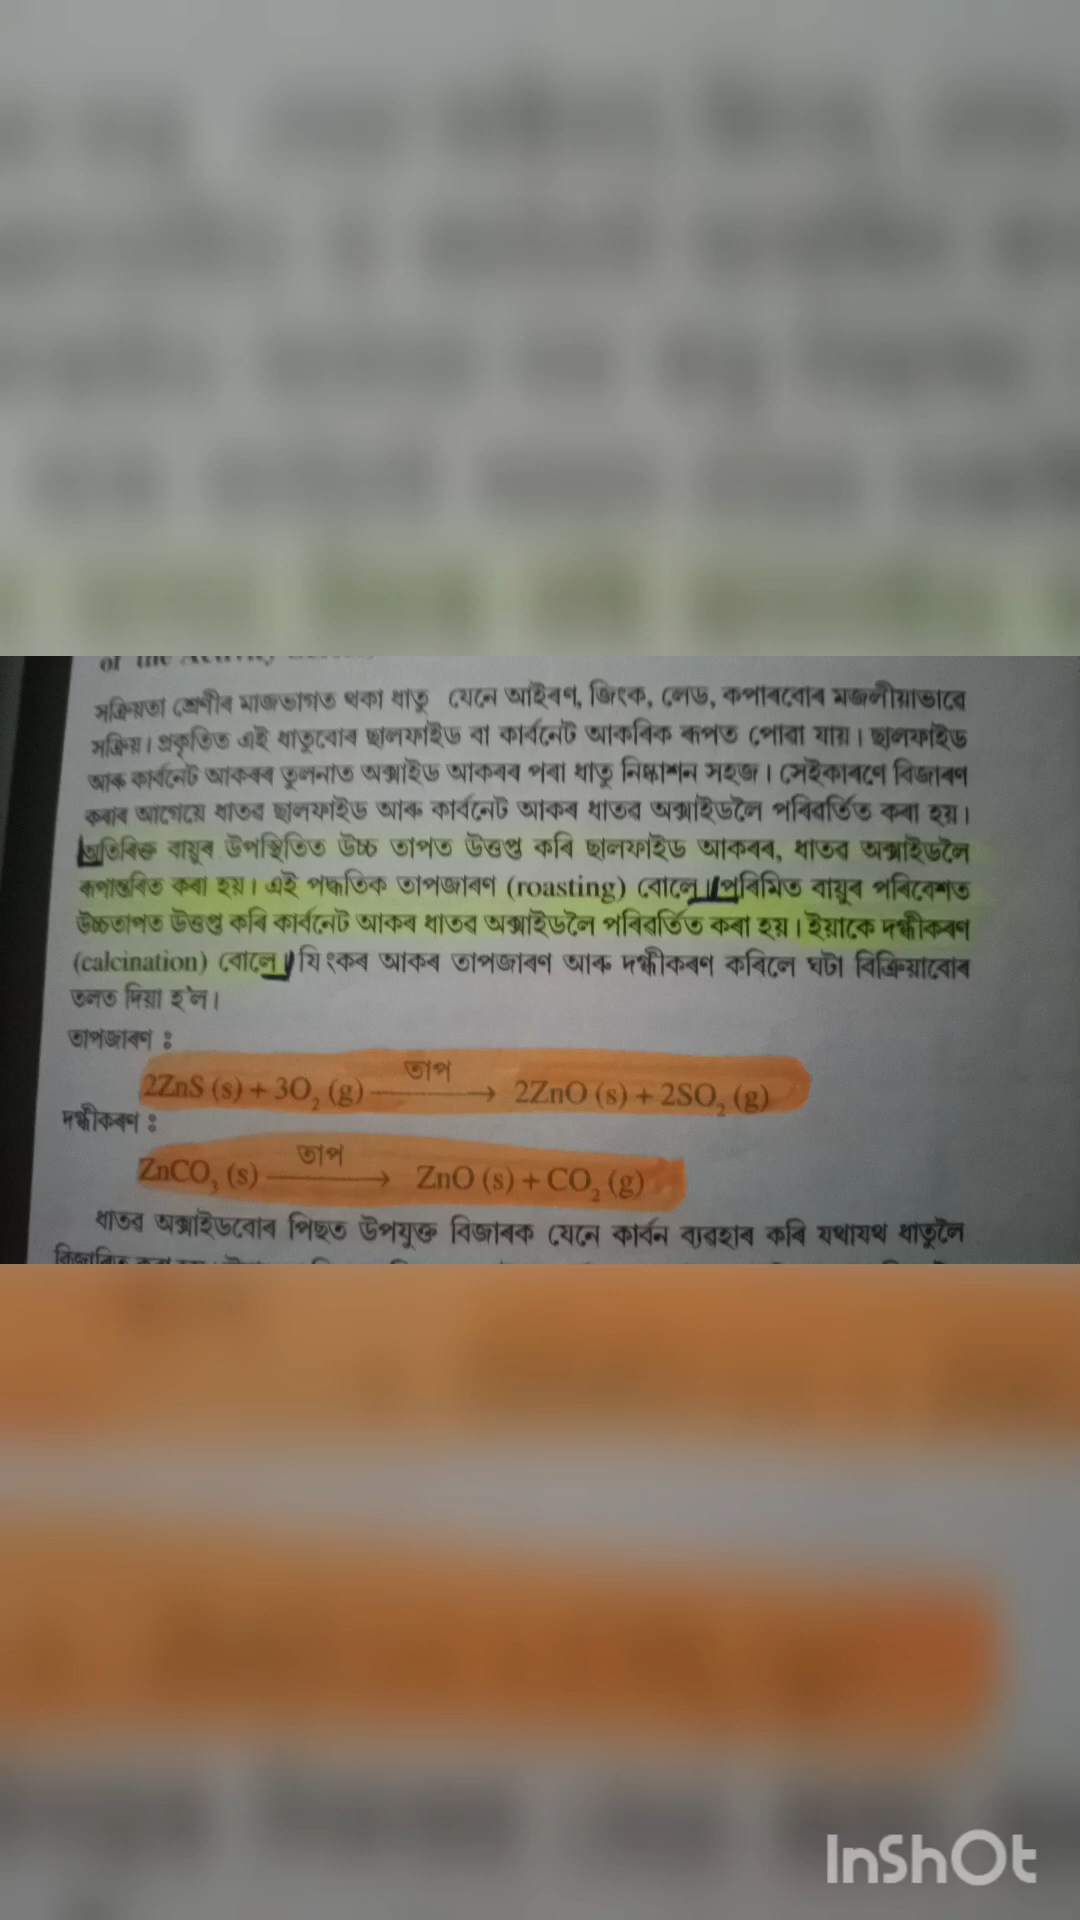 of the Activity
সক্ৰিয়তা শ্ৰেণীৰ মাজভাগত থকা ধাতু যেনে আইৰণ, জিংক, লেড, কপাৰবোৰ মজলীয়াভাৱে
সক্ৰিয়। প্ৰকৃতিত এই ধাতুবোৰ ছালফাইড বা কাৰ্বনেট আকৰিক ৰূপত পোৱা যায়। ছালফাইড
আৰু কাৰ্বনেট আকৰৰ তুলনাত অক্সাইড আকৰৰ পৰা ধাতু নিষ্কাশন সহজ। সেইকাৰণে বিজাৰণ
কৰাৰ আগেয়ে ধাতৱ ছালফাইড আৰু কাৰ্বনেট আকৰ ধাতৱ অক্সাইডলৈ পৰিৱৰ্তিত কৰা হয়।
অতিৰিক্ত বায়ুৰ উপস্থিতিত উচ্চ তাপত উত্তপ্ত কৰি ছালফাইড আকৰৰ, ধাতৱ অক্সাইডলৈ
ৰূপান্তৰিত কৰা হয়। এই পদ্ধতিক তাপজাৰণ (roasting) বোলে। পৰিমিত বায়ুৰ পৰিবেশত
উচ্চতাপত উত্তপ্ত কৰি কাৰ্বনেট আকৰ ধাতৱ অক্সাইডলৈ পৰিৱৰ্তিত কৰা হয়। ইয়াকে দগ্ধীকৰণ
(calcination) বোলে। যিংকৰ আকৰ তাপজাৰণ আৰু দগ্ধীকৰণ কৰিলে ঘটা বিক্ৰিয়াবোৰ
তলত দিয়া হ'ল।
তাপজাৰণ :
2ZnS (s) + 3O₂ (g) তাপ → 2ZnO (s) + 2SO₂ (g)
দগ্ধীকৰণ :
ZnCO₃ (s) তাপ → ZnO (s) + CO₂ (g)
ধাতৱ অক্সাইডবোৰ পিছত উপযুক্ত বিজাৰক যেনে কাৰ্বন ব্যৱহাৰ কৰি যথাযথ ধাতুলৈ
InShOt